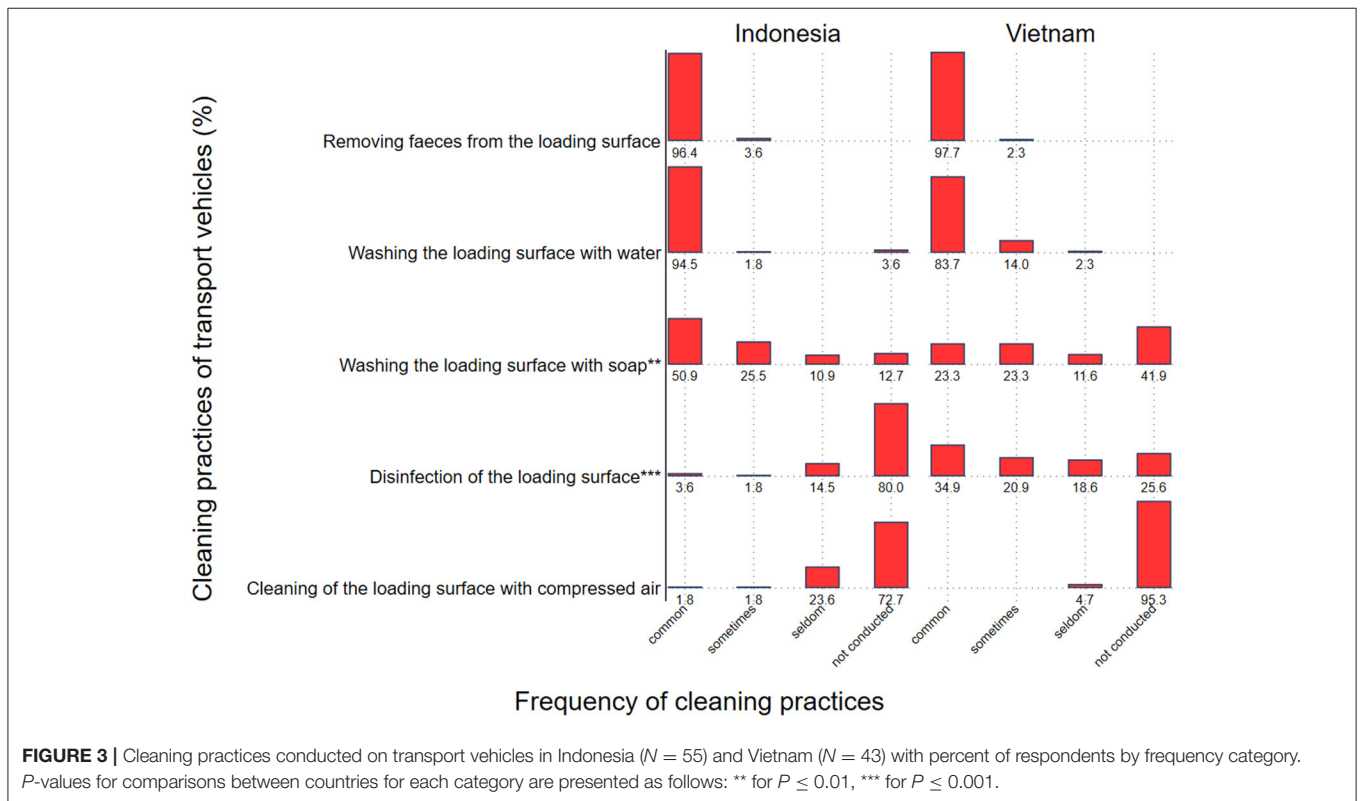 Indonesia Vietnam
Cleaning practices of transport vehicles (%)
Removing faeces from the loading surface
96.4 3.6 97.7 2.3
Washing the loading surface with water
94.5 1.8 3.6 83.7 14.0 2.3
Washing the loading surface with soap**
50.9 25.5 10.9 12.7 23.3 23.3 11.6 41.9
Disinfection of the loading surface***
3.6 1.8 14.5 80.0 34.9 20.9 18.6 25.6
Cleaning of the loading surface with compressed air
1.8 1.8 23.6 72.7 4.7 95.3
common sometimes seldom not conducted common sometimes seldom not conducted
Frequency of cleaning practices
FIGURE 3 | Cleaning practices conducted on transport vehicles in Indonesia (N = 55) and Vietnam (N = 43) with percent of respondents by frequency category.
P-values for comparisons between countries for each category are presented as follows: ** for P ≤ 0.01, *** for P ≤ 0.001.